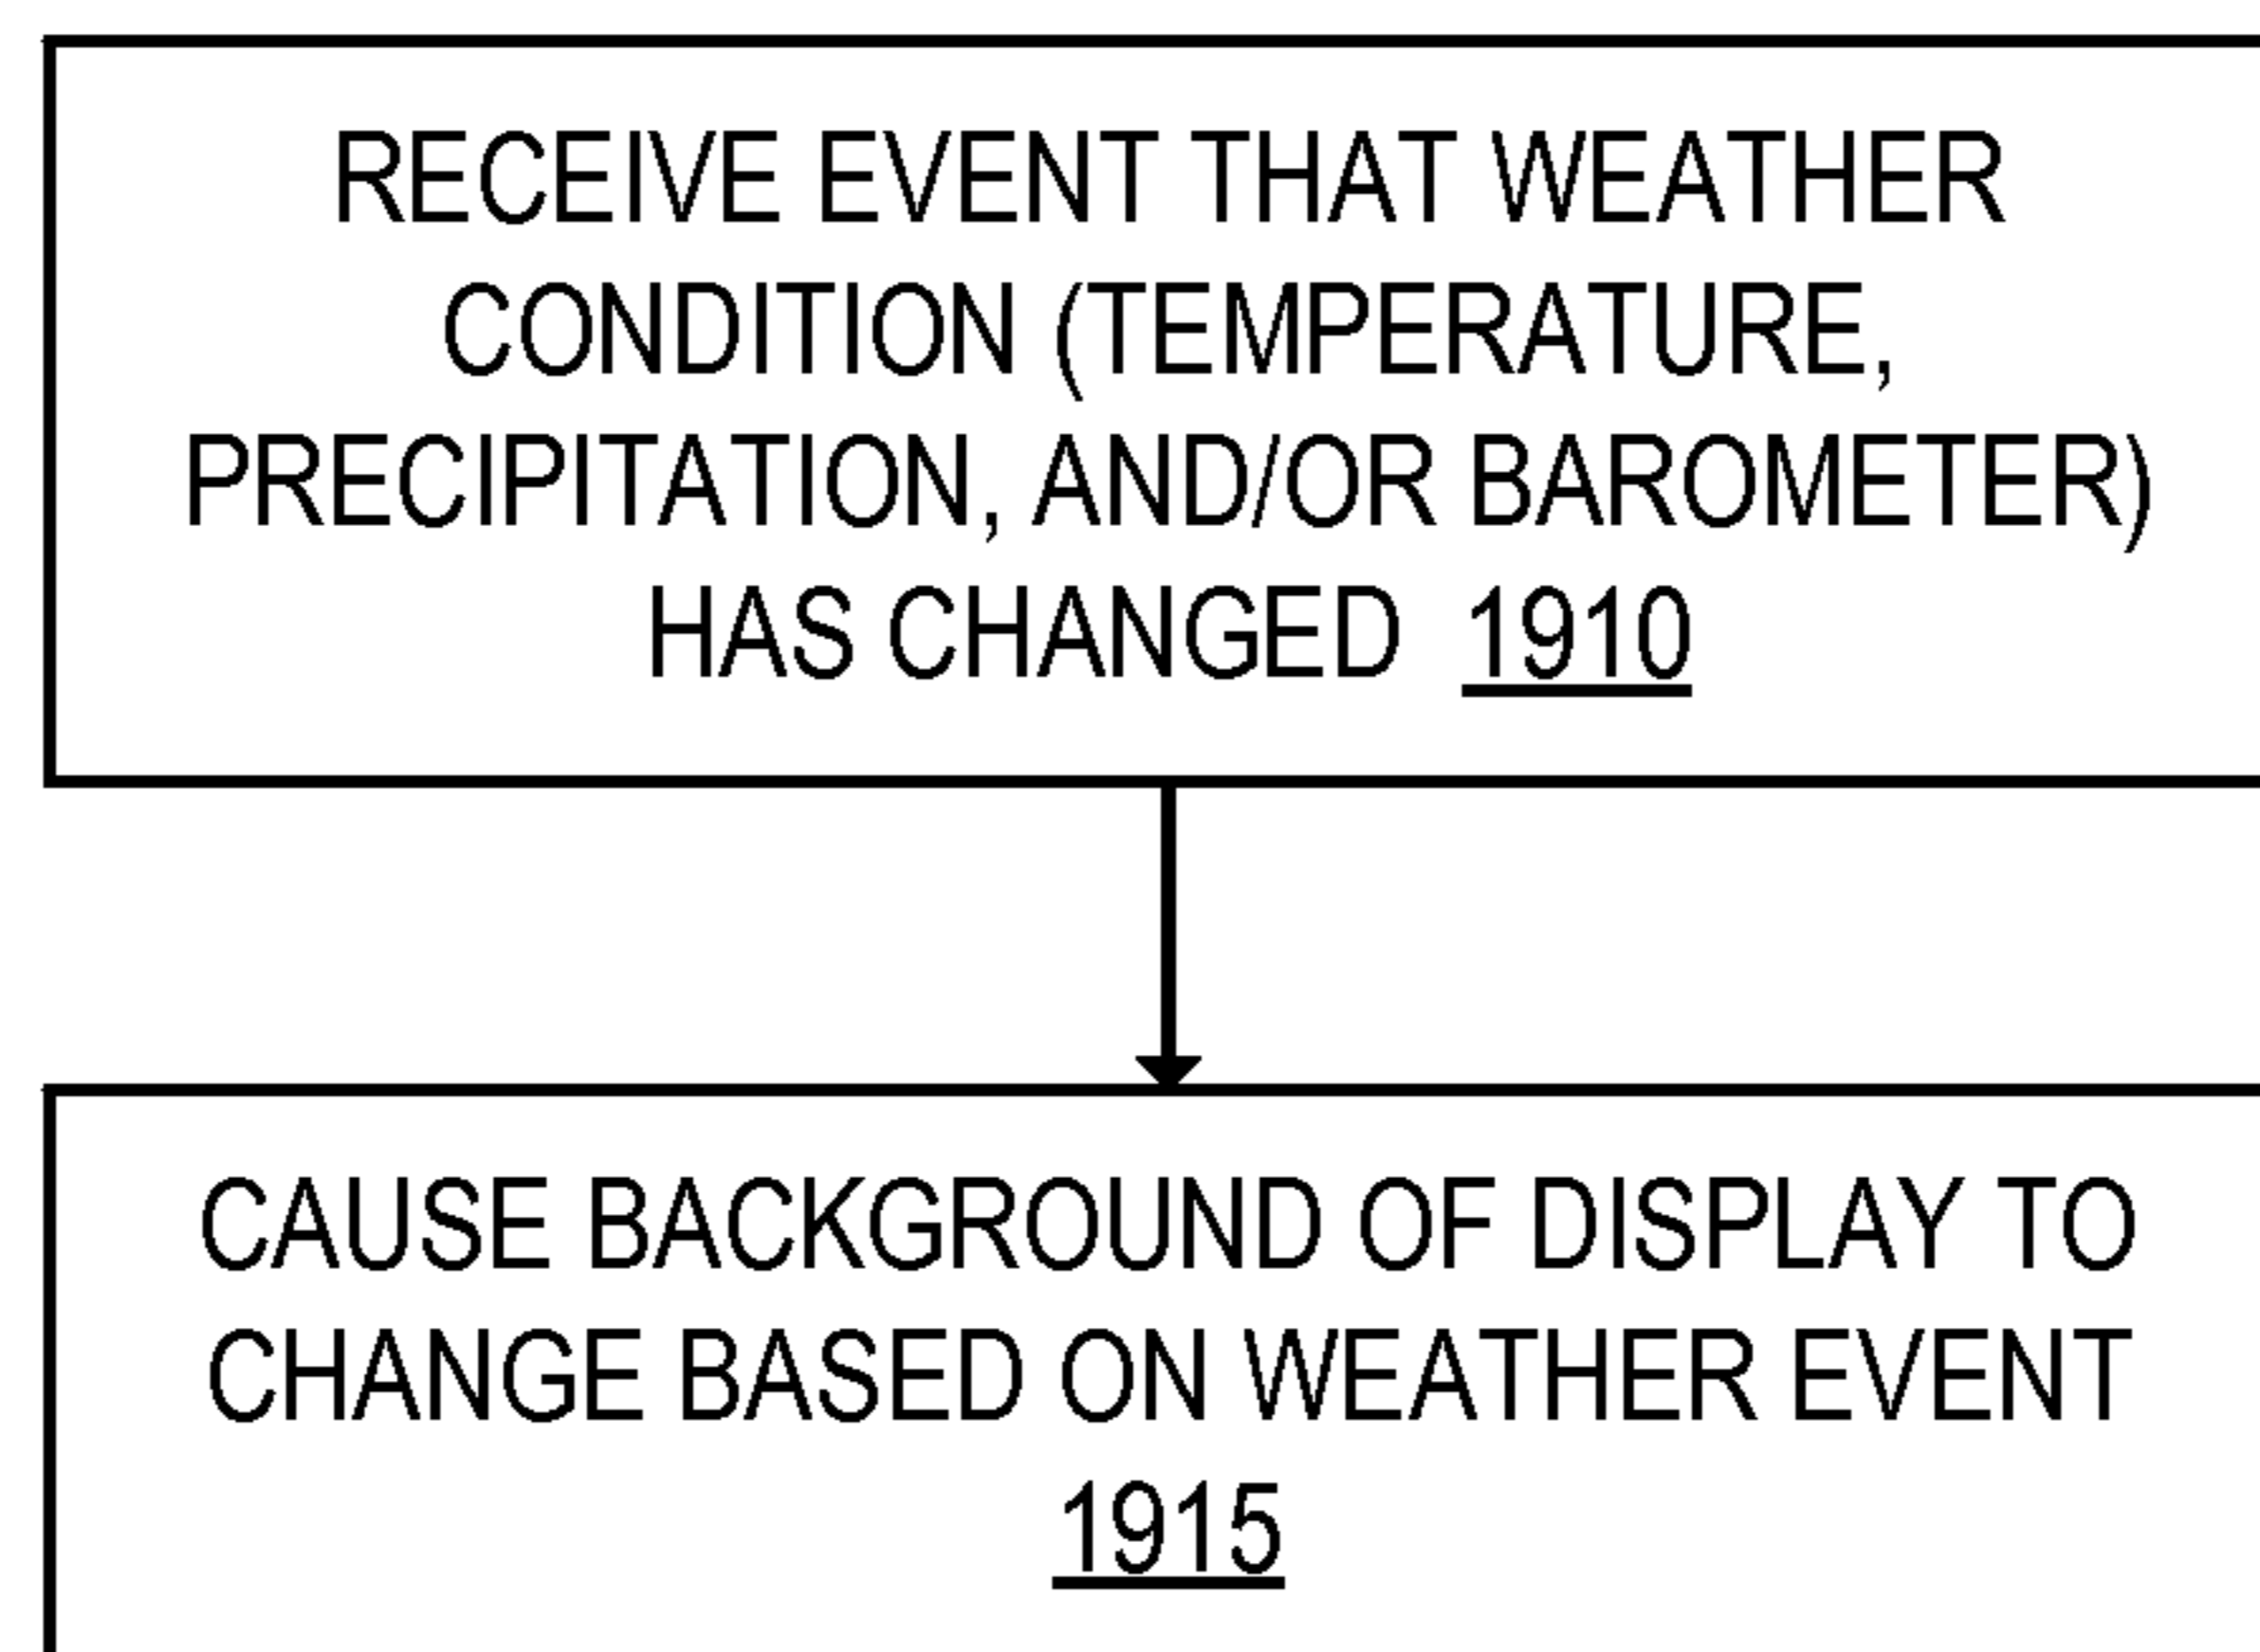 RECEIVE EVENT THAT WEATHER
CONDITION (TEMPERATURE,
PRECIPITATION, AND/OR BAROMETER)
HAS CHANGED 1910
CAUSE BACKGROUND OF DISPLAY TO
CHANGE BASED ON WEATHER EVENT
1915